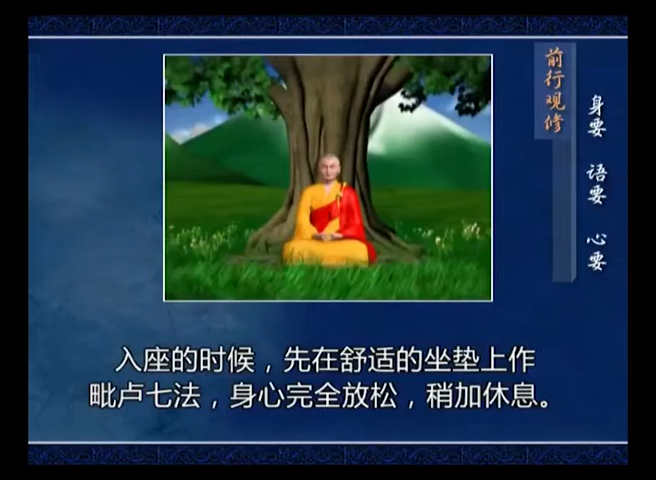 前行观修
身要 语要 心要
入座的时候，先在舒适的坐垫上作
毗卢七法，身心完全放松，稍加休息。